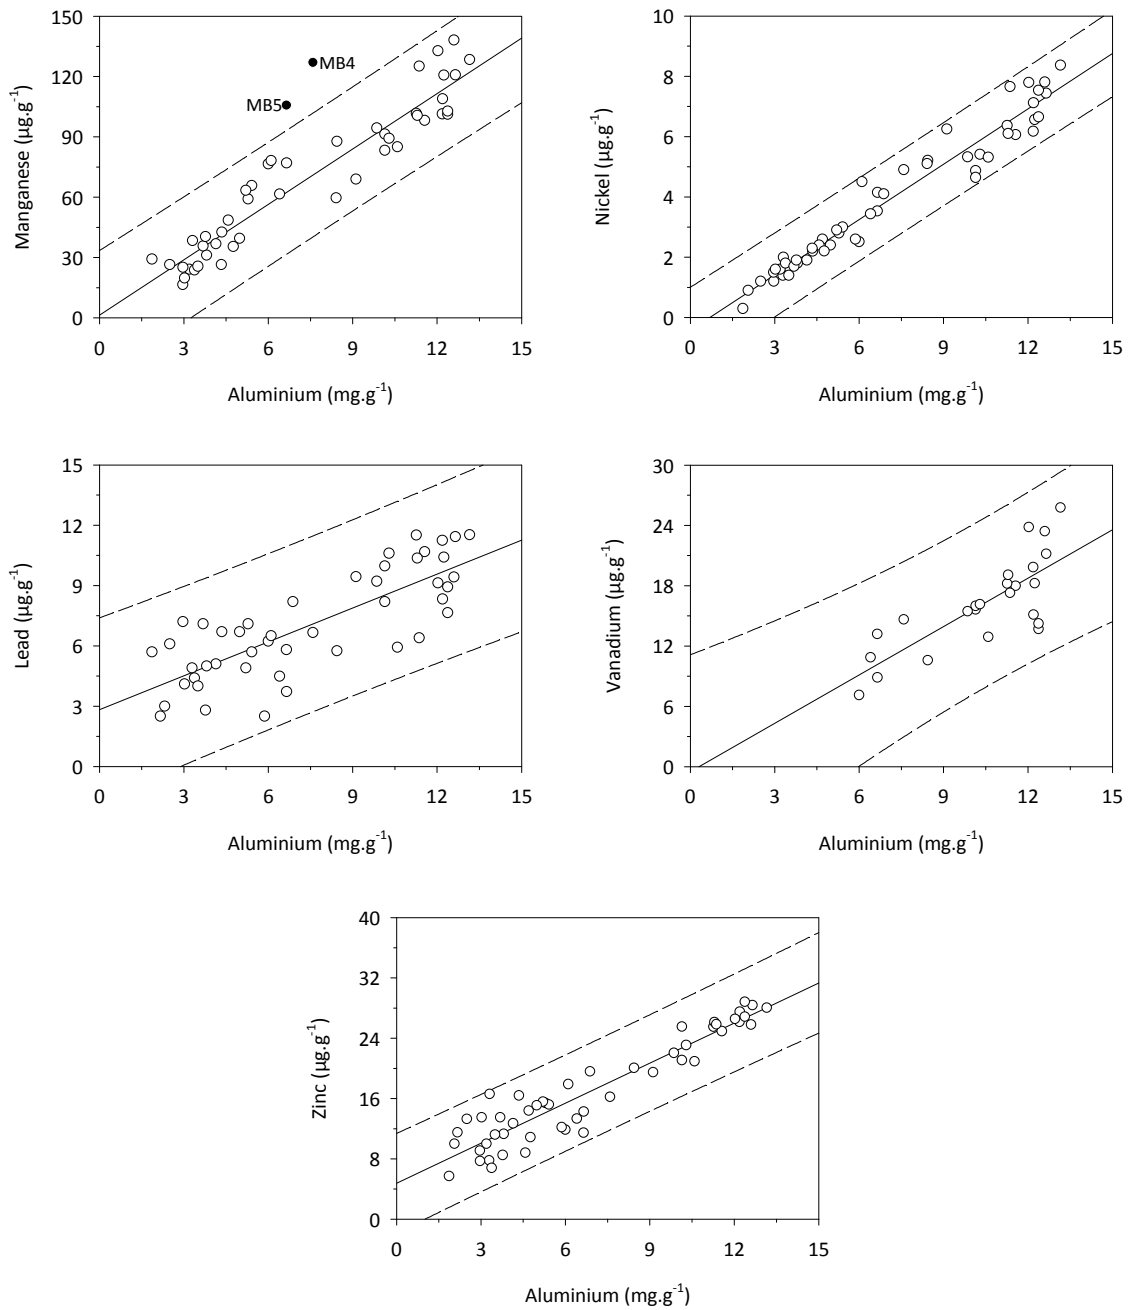 150
120
90
60
30
0
Manganese (µg.g-1)
MB4
MB5
0 3 6 9 12 15
Aluminium (mg.g-1)
10
8
6
4
2
0
Nickel (µg.g-1)
0 3 6 9 12 15
Aluminium (mg.g-1)
15
12
9
6
3
0
Lead (µg.g-1)
0 3 6 9 12 15
Aluminium (mg.g-1)
30
24
18
12
6
0
Vanadium (µg.g-1)
0 3 6 9 12 15
Aluminium (mg.g-1)
40
32
24
16
8
0
Zinc (µg.g-1)
0 3 6 9 12 15
Aluminium (mg.g-1)